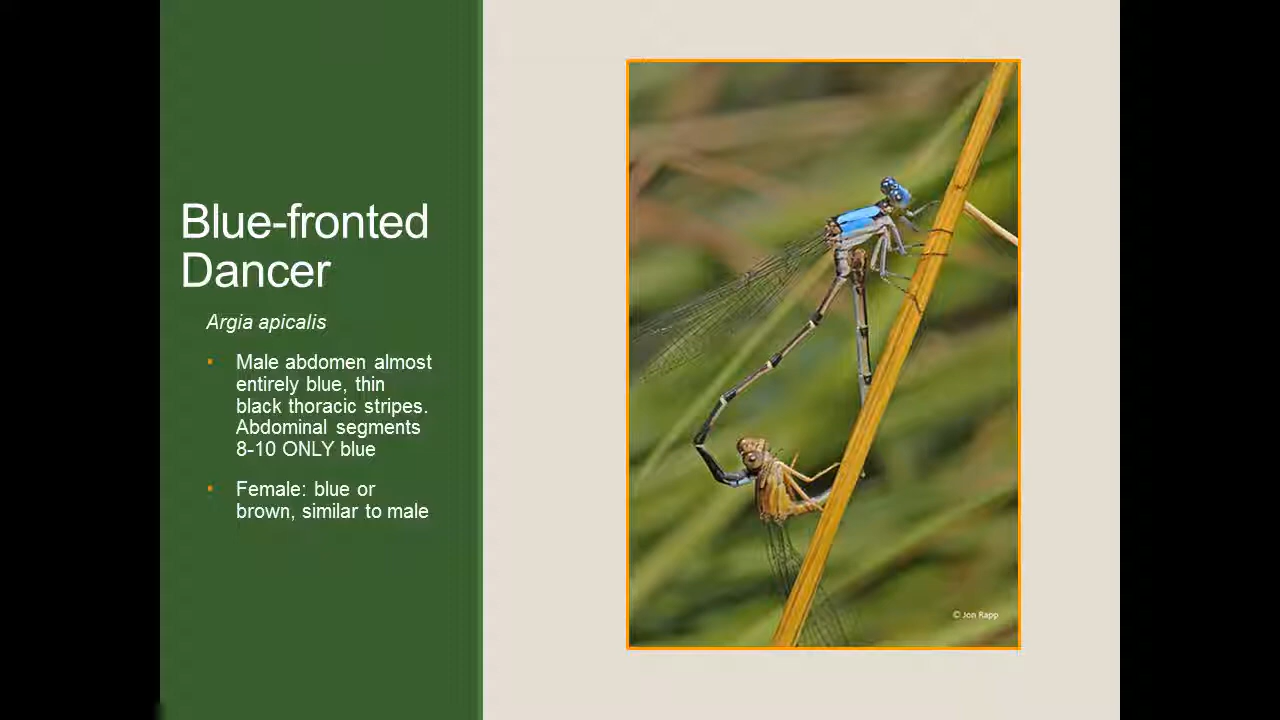 Blue-fronted
Dancer
Argia apicalis
Male abdomen almost
entirely blue, thin
black thoracic stripes.
Abdominal segments
8-10 ONLY blue
Female: blue or
brown, similar to male
© Jon Rapp